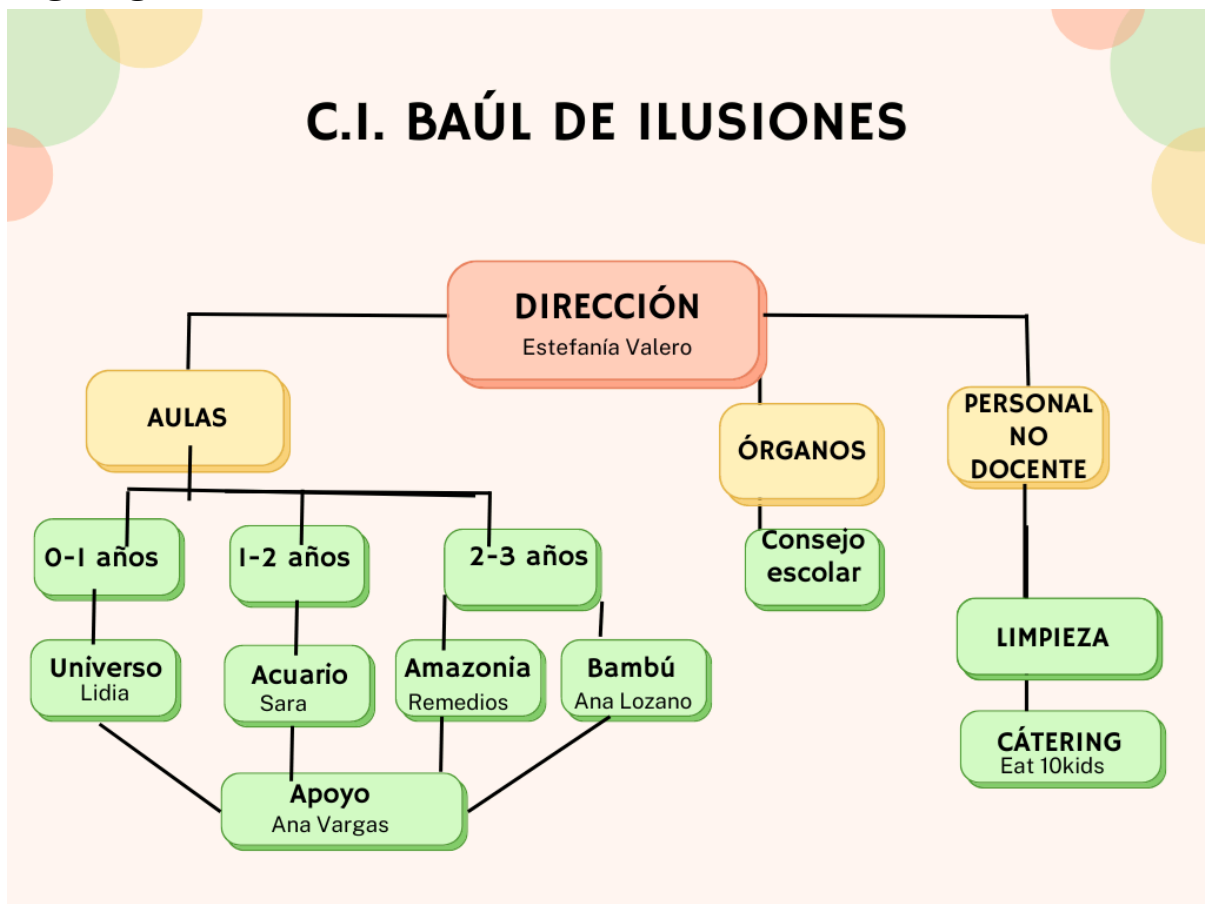 C.I. BAÚL DE ILUSIONES
DIRECCIÓN
Estefanía Valero
AULAS
ÓRGANOS
PERSONAL
NO
DOCENTE
0-1 años
1-2 años
2-3 años
Consejo
escolar
LIMPIEZA
Universo
Lidia
Acuario
Sara
Amazonia
Remedios
Bambú
Ana Lozano
CÁTERING
Eat 10kids
Apoyo
Ana Vargas